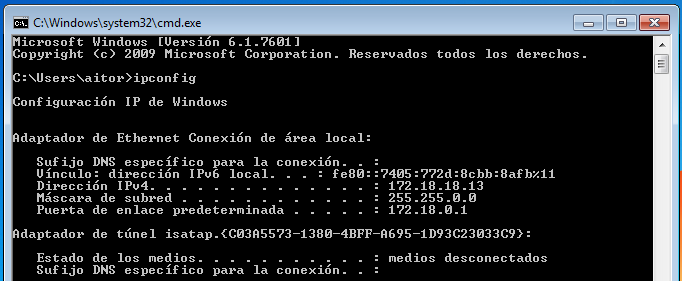 C:\Windows\system32\cmd.exe
Microsoft Windows [Versión 6.1.7601]
Copyright (c) 2009 Microsoft Corporation. Reservados todos los derechos.
C:\Users\aitor>ipconfig
Configuración IP de Windows
Adaptador de Ethernet Conexión de área local:
Sufijo DNS específico para la conexión. . :
Vínculo: dirección IPv6 local. . . : fe80::7405:772d:8cbb:8afb%11
Dirección IPv4. . . . . . . . . . . . . . : 172.18.18.13
Máscara de subred . . . . . . . . . . . . : 255.255.0.0
Puerta de enlace predeterminada . . . . . : 172.18.0.1
Adaptador de túnel isatap.{C03A5573-1380-4BFF-A695-1D93C23033C9}:
Estado de los medios. . . . . . . . . . . : medios desconectados
Sufijo DNS específico para la conexión. . :